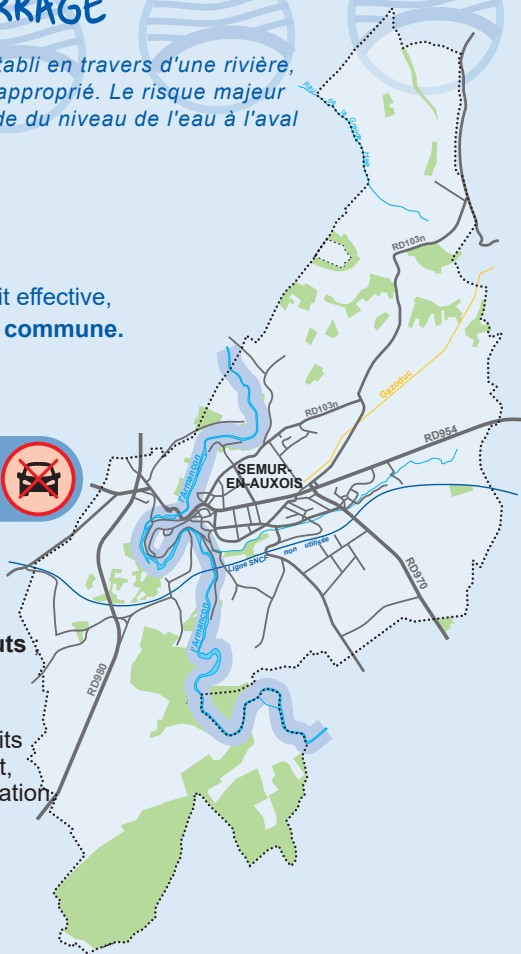 RRAGE
tabli en travers d'une rivière,
approprié. Le risque majeur
de du niveau de l'eau à l'aval
it effective,
commune.
uts
its
t,
ation
RD103n
Gazoduc
RD103n
RD954
SEMUR-
EN-AUXOIS
l'Armançon
Ligne SNCF non utilisée
RD970
l'Armançon
RD980